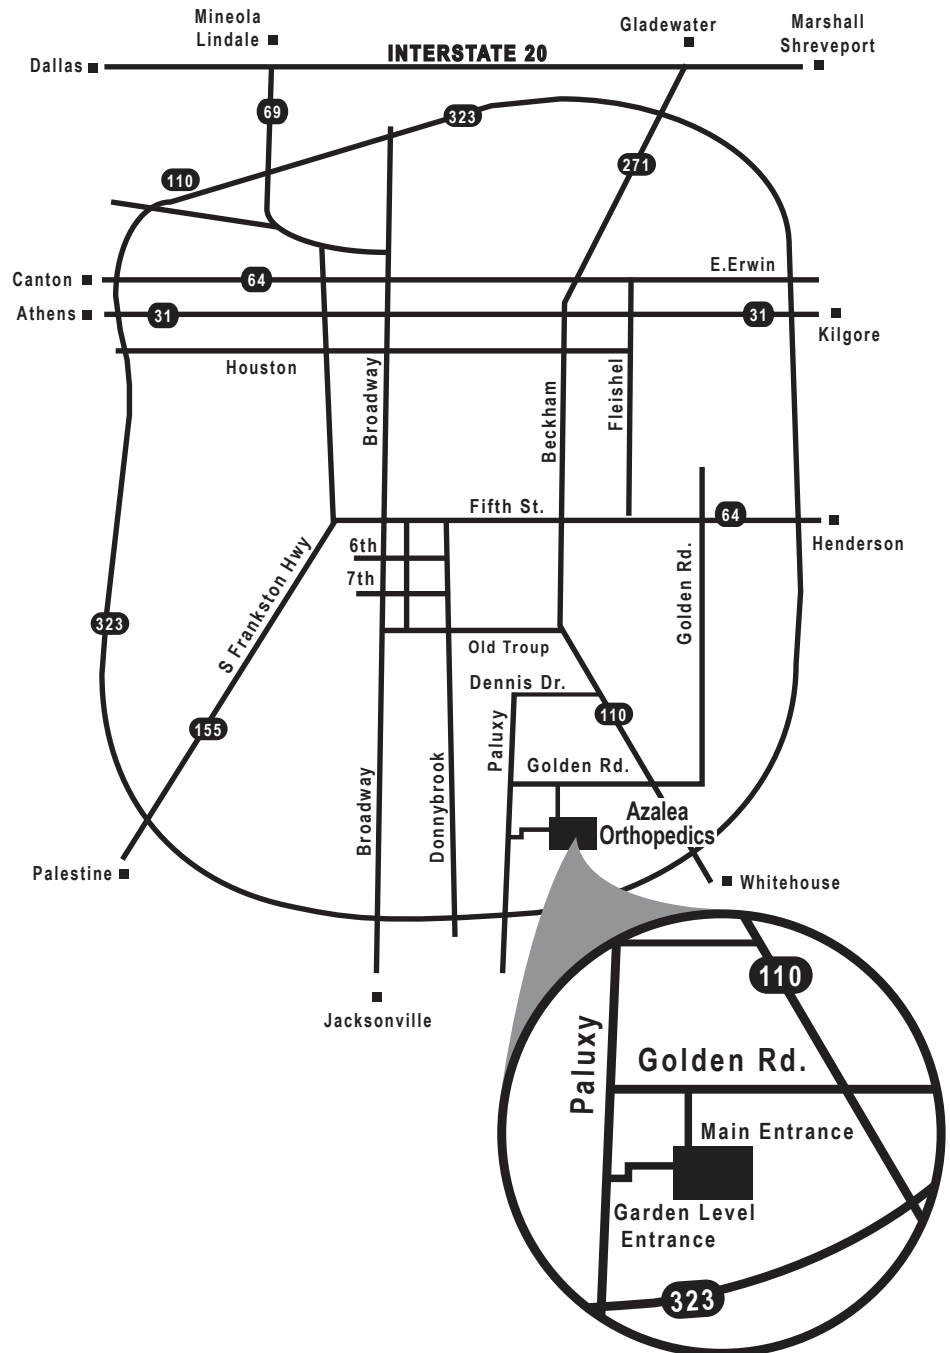 Mineola
Lindale
Gladewater
Marshall
Shreveport
Dallas
INTERSTATE 20
69
323
271
110
E.Erwin
Canton
64
Athens
31
31
Kilgore
Houston
Broadway
Beckham
Fleishel
Fifth St.
64
Henderson
6th
7th
S Frankston Hwy
Golden Rd.
323
Old Troup
Dennis Dr.
110
155
Paluxy
Golden Rd.
Broadway
Donnybrook
Azalea
Orthopedics
Palestine
Whitehouse
Jacksonville
110
Paluxy
Golden Rd.
Main Entrance
Garden Level
Entrance
323